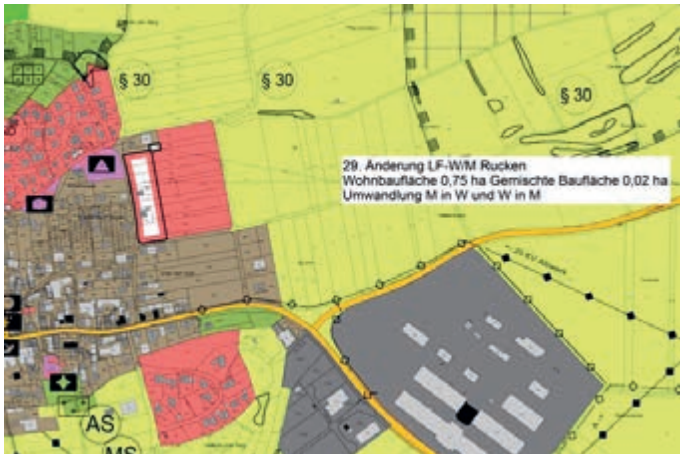 § 30
§ 30
§ 30
29. Änderung LF-W/M Rucken
Wohnbaufläche 0,75 ha Gemischte Baufläche 0,02 ha
Umwandlung M in W und W in M
AS
MS